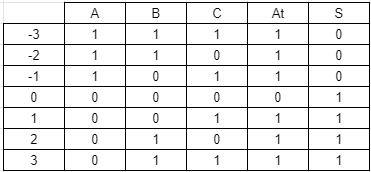 A B C At S
-3 1 1 1 1 0
-2 1 1 0 1 0
-1 1 0 1 1 0
0 0 0 0 0 1
1 0 0 1 1 1
2 0 1 0 1 1
3 0 1 1 1 1